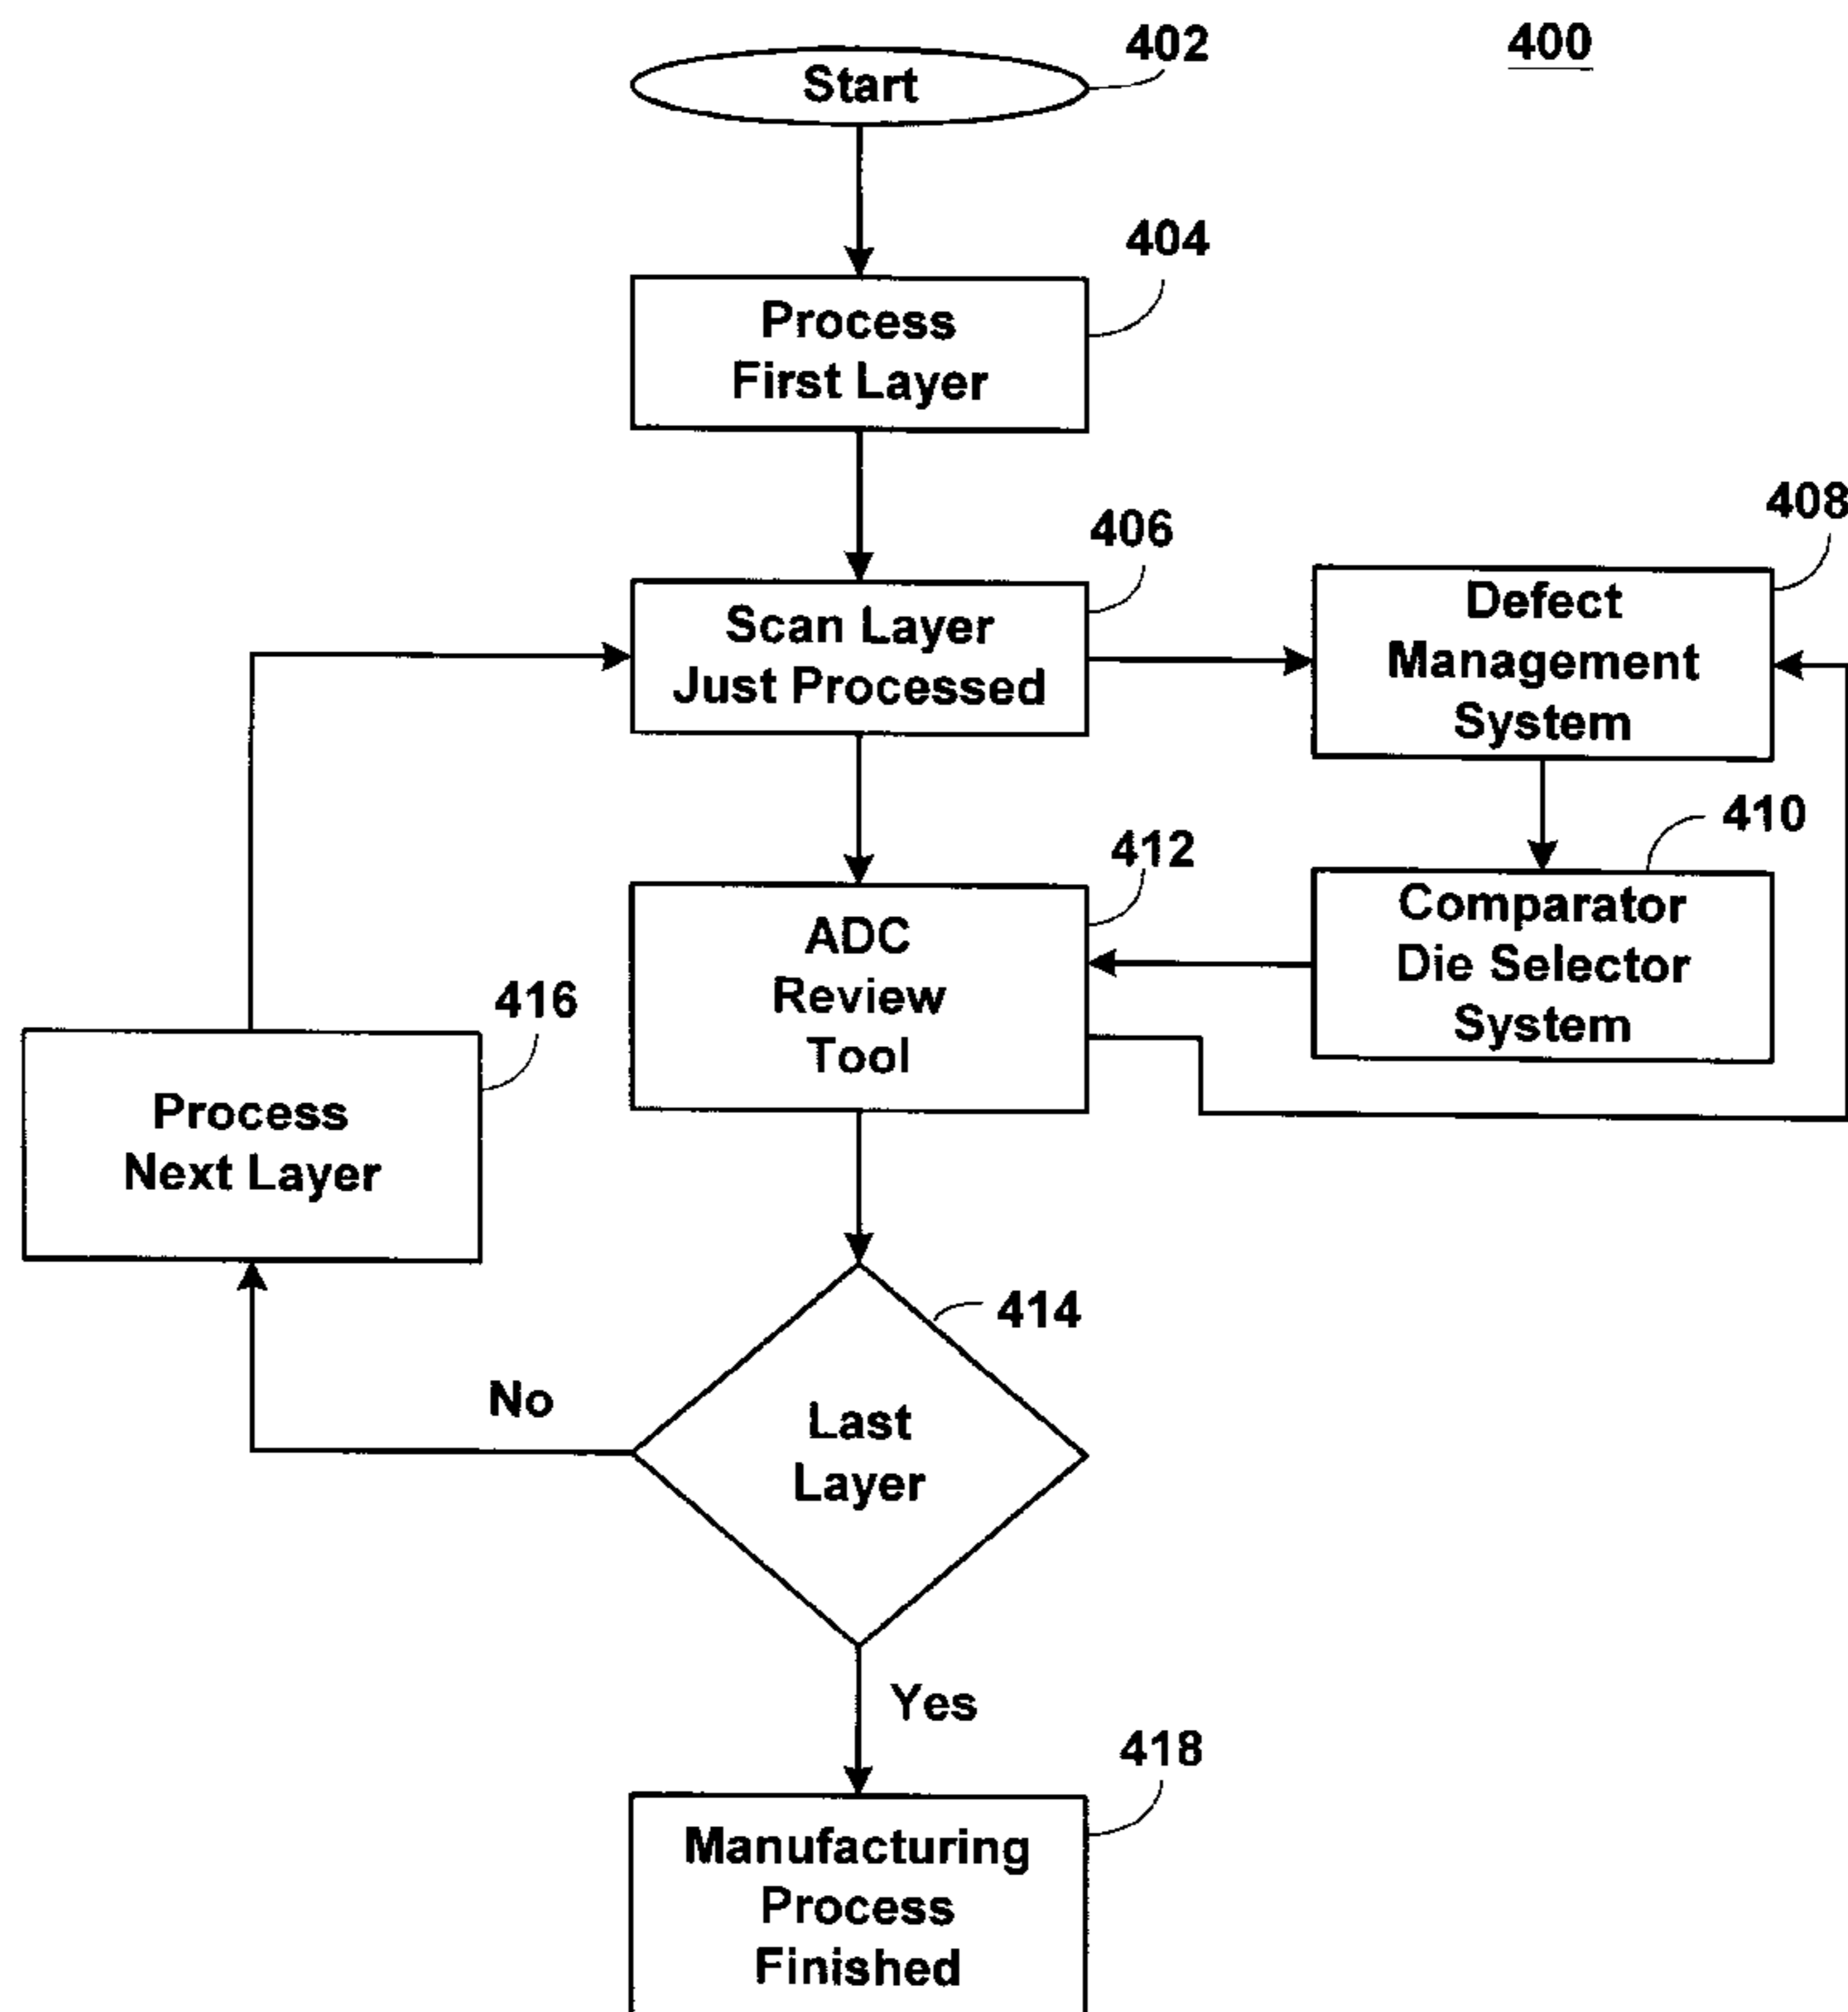 402
400
Start
404
Process
First Layer
406
408
Scan Layer
Just Processed
Defect
Management
System
410
412
Comparator
Die Selector
System
ADC
Review
Tool
416
Process
Next Layer
414
No
Last
Layer
Yes
418
Manufacturing
Process
Finished